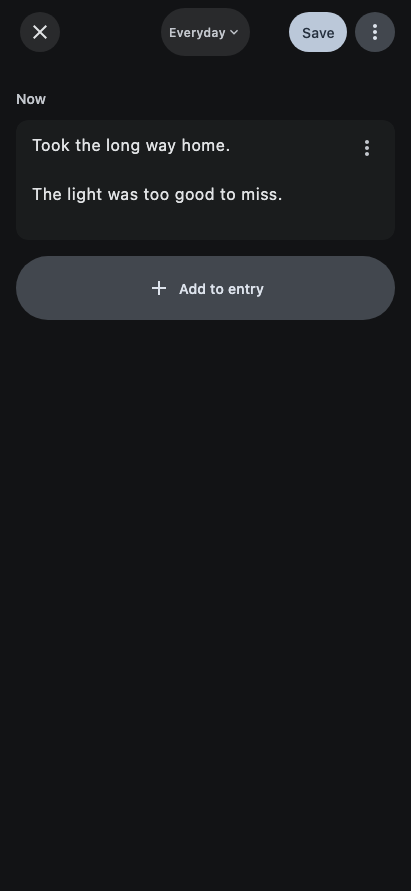 Everyday
Save
Now
Took the long way home.
The light was too good to miss.
Add to entry